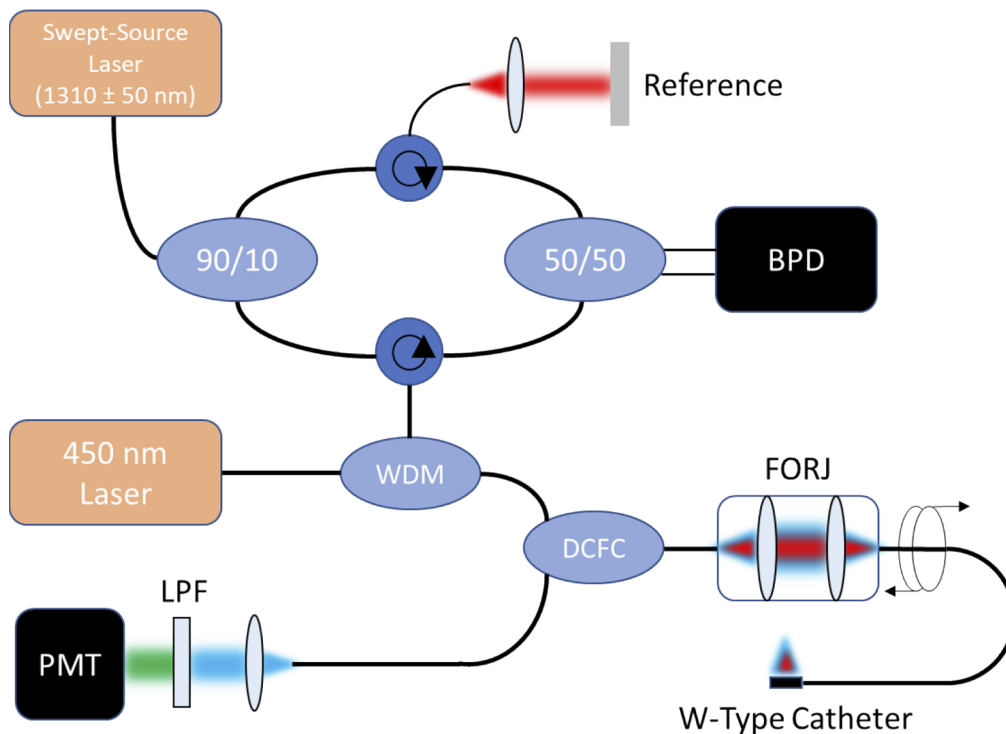 Swept-Source
Laser
(1310 ± 50 nm)
Reference
90/10
50/50
BPD
450 nm
Laser
WDM
FORJ
DCFC
LPF
PMT
W-Type Catheter